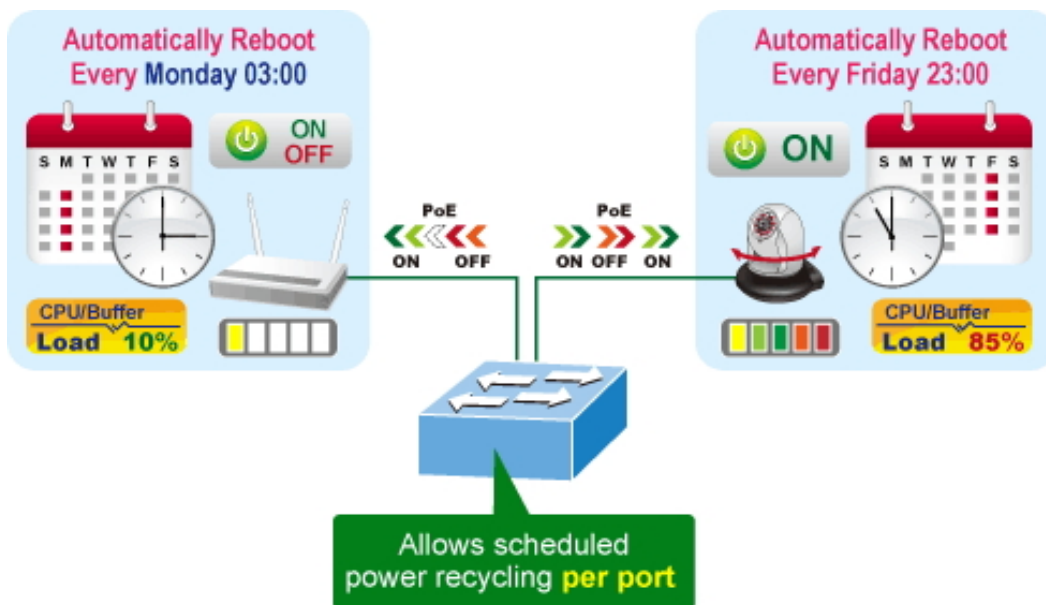 Automatically Reboot
Every Monday 03:00
ON
OFF
S M T W T F S
CPU/Buffer
Load 10%
PoE
ON OFF
PoE
ON OFF ON
Automatically Reboot
Every Friday 23:00
ON
S M T W T F S
CPU/Buffer
Load 85%
Allows scheduled
power recycling per port